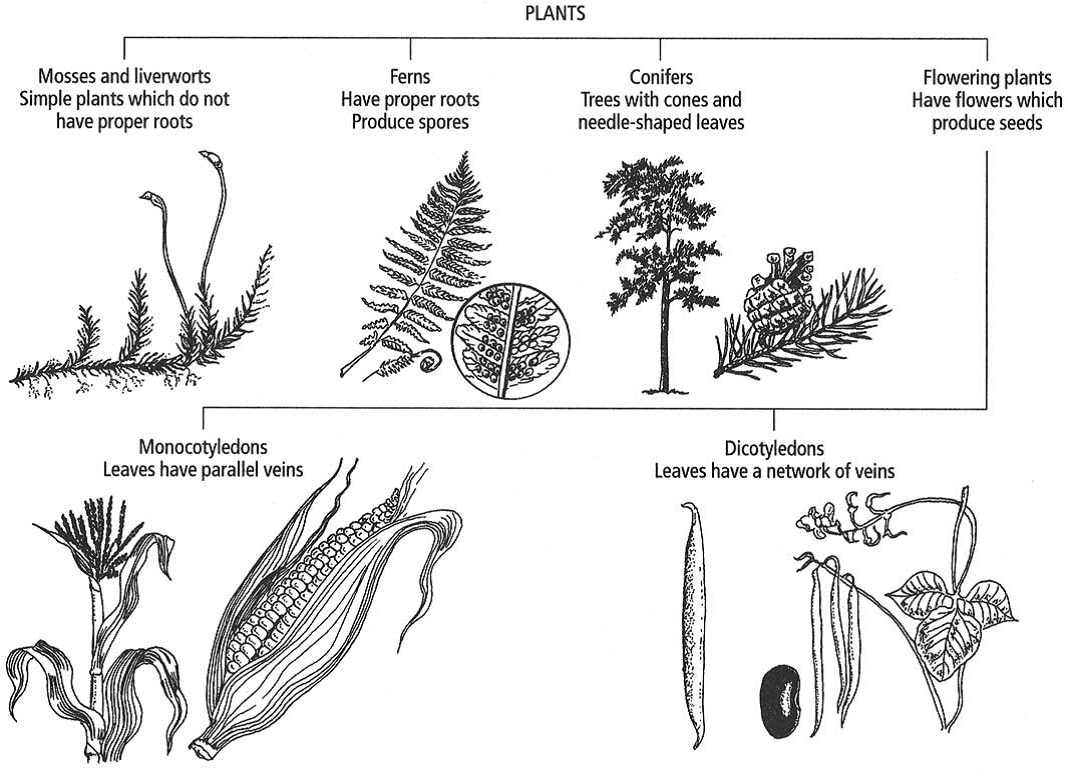 PLANTS
Mosses and liverworts
Simple plants which do not
have proper roots
Ferns
Have proper roots
Produce spores
Conifers
Trees with cones and
needle-shaped leaves
Flowering plants
Have flowers which
produce seeds
Monocotyledons
Leaves have parallel veins
Dicotyledons
Leaves have a network of veins